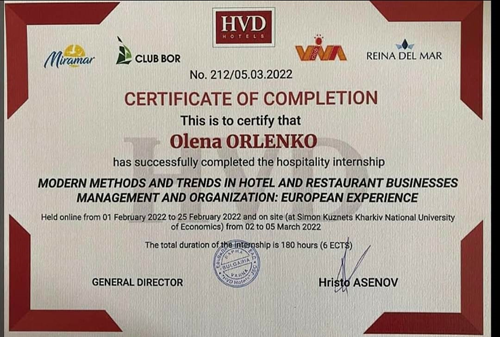 HVD
HOTELS
Miramar
CLUB BOR
VIVA
REINA DEL MAR
No. 212/05.03.2022
CERTIFICATE OF COMPLETION
This is to certify that
Olena ORLENKO
has successfully completed the hospitality internship
MODERN METHODS AND TRENDS IN HOTEL AND RESTAURANT BUSINESSES
MANAGEMENT AND ORGANIZATION: EUROPEAN EXPERIENCE
Held online from 01 February 2022 to 25 February 2022 and on site (at Simon Kuznets Kharkiv National University
of Economics) from 02 to 05 March 2022
The total duration of the internship is 180 hours (6 ECTS)
BULGARIA
VARNA
GENERAL DIRECTOR
Hristo ASENOV
HVD